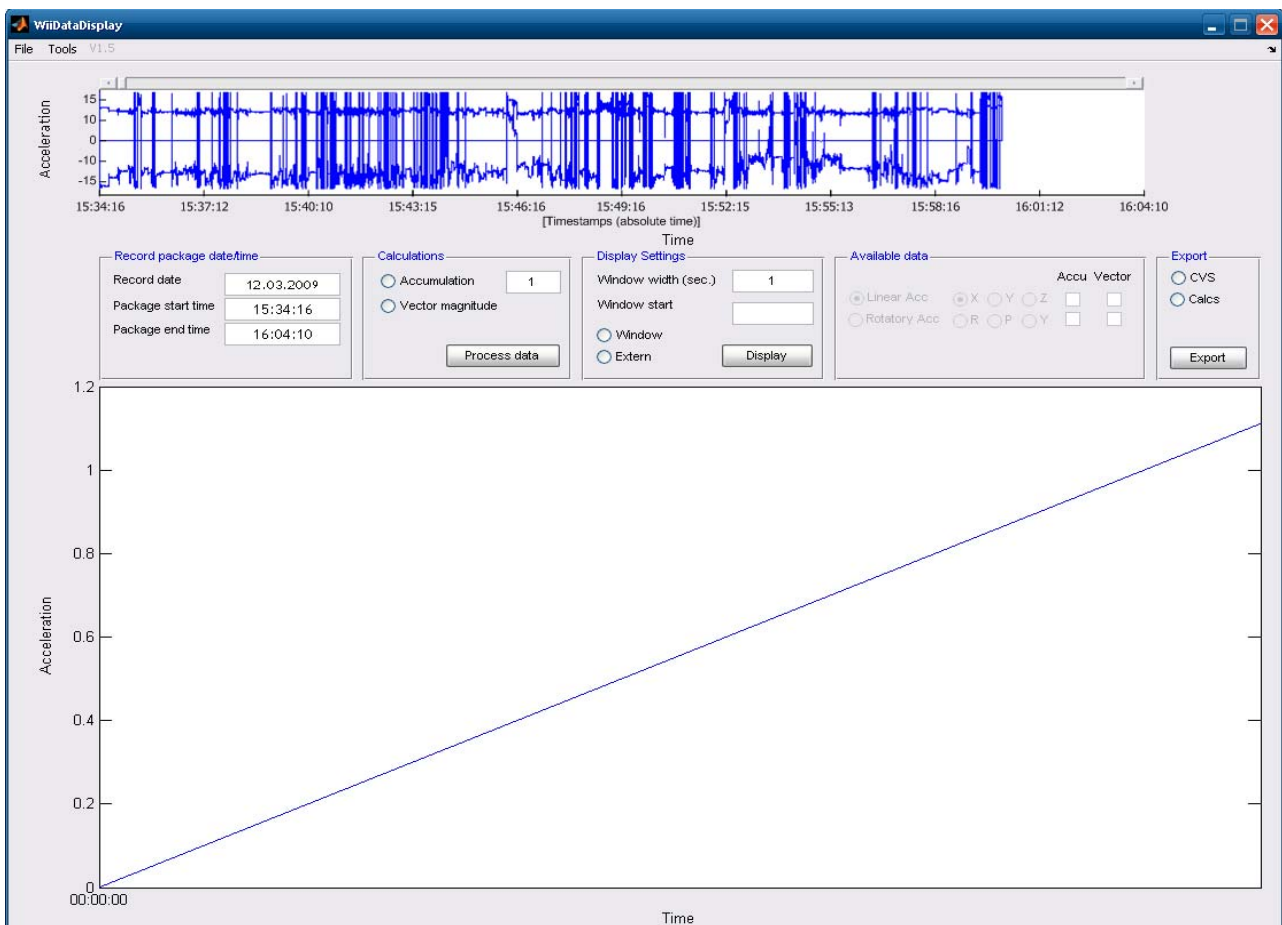 WiiDataDisplay
File Tools V1.5
Acceleration
15
10
0
-10
-15
15:34:16 15:37:12 15:40:10 15:43:15 15:46:16 15:49:16 15:52:15 15:55:13 15:58:16 16:01:12 16:04:10
[Timestamps (absolute time)]
Time
Record package date/time
Record date 12.03.2009
Package start time 15:34:16
Package end time 16:04:10
Calculations
Accumulation 1
Vector magnitude
Process data
Display Settings
Window width (sec.) 1
Window start
Window
Extern Display
Available data
Accu Vector
Linear Acc X Y Z
Rotatory Acc R P Y
Export
CVS
Calcs
Export
Acceleration
1.2
1
0.8
0.6
0.4
0.2
0
00:00:00
Time